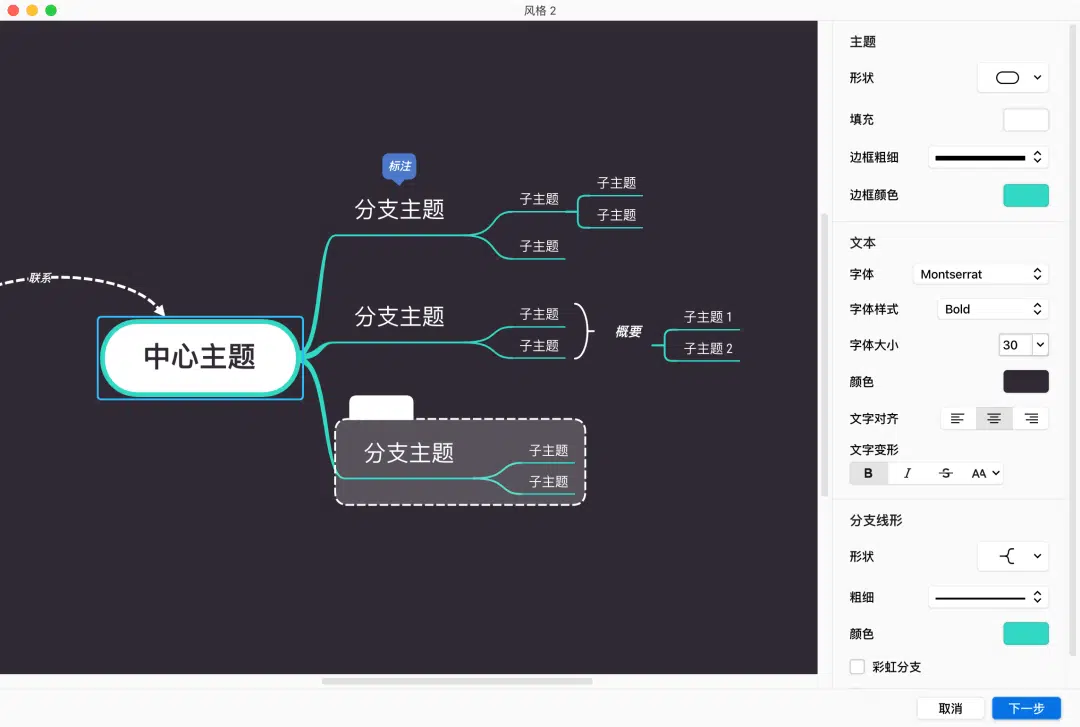 风格 2
标注
分支主题
子主题
子主题
子主题
子主题
联系
中心主题
分支主题
子主题
子主题
概要
子主题 1
子主题 2
分支主题
子主题
子主题
主题
形状
填充
边框粗细
边框颜色
文本
字体 Montserrat
字体样式 Bold
字体大小 30
颜色
文字对齐
文字变形
B I S AA
分支线形
形状
粗细
颜色
彩虹分支
取消 下一步